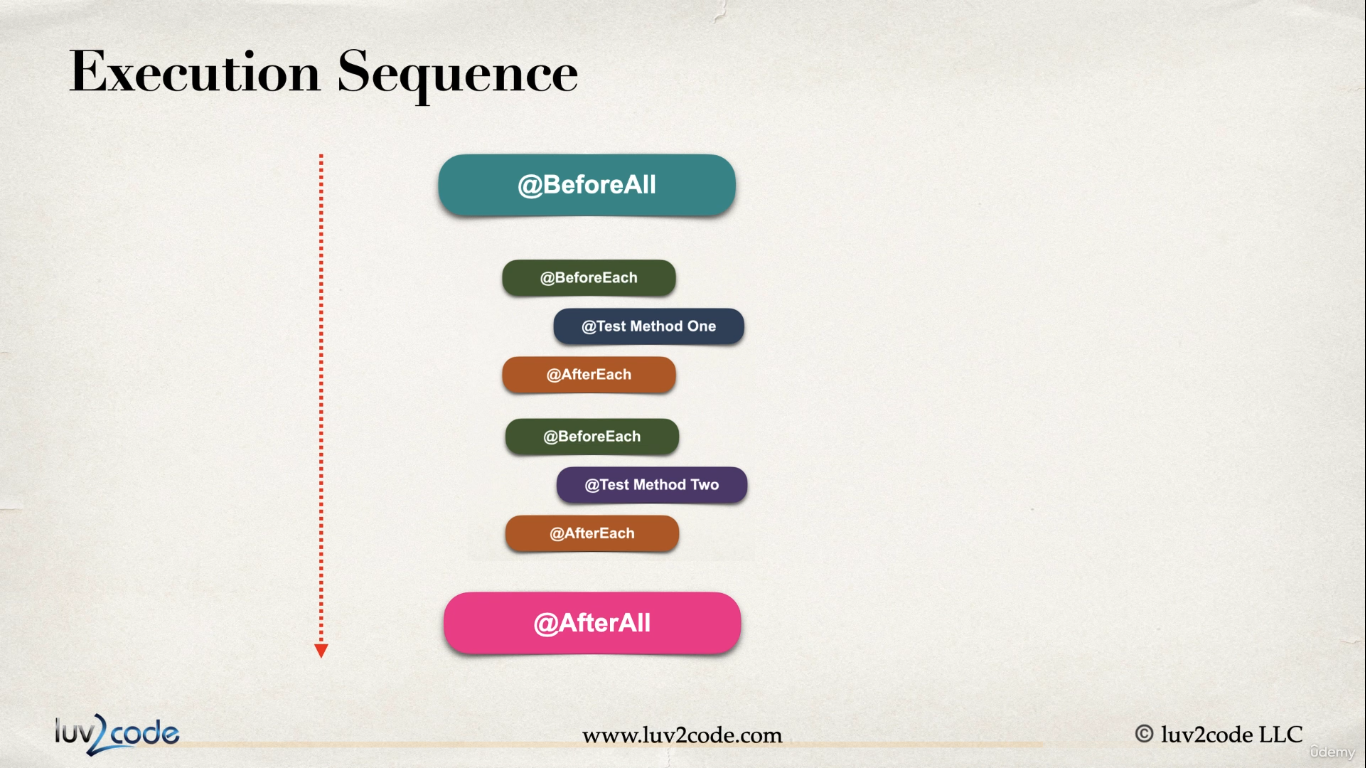 Execution Sequence
@BeforeAll
@BeforeEach
@Test Method One
@AfterEach
@BeforeEach
@Test Method Two
@AfterEach
@AfterAll
luv2code
www.luv2code.com
© luv2code LLC
ûdemy